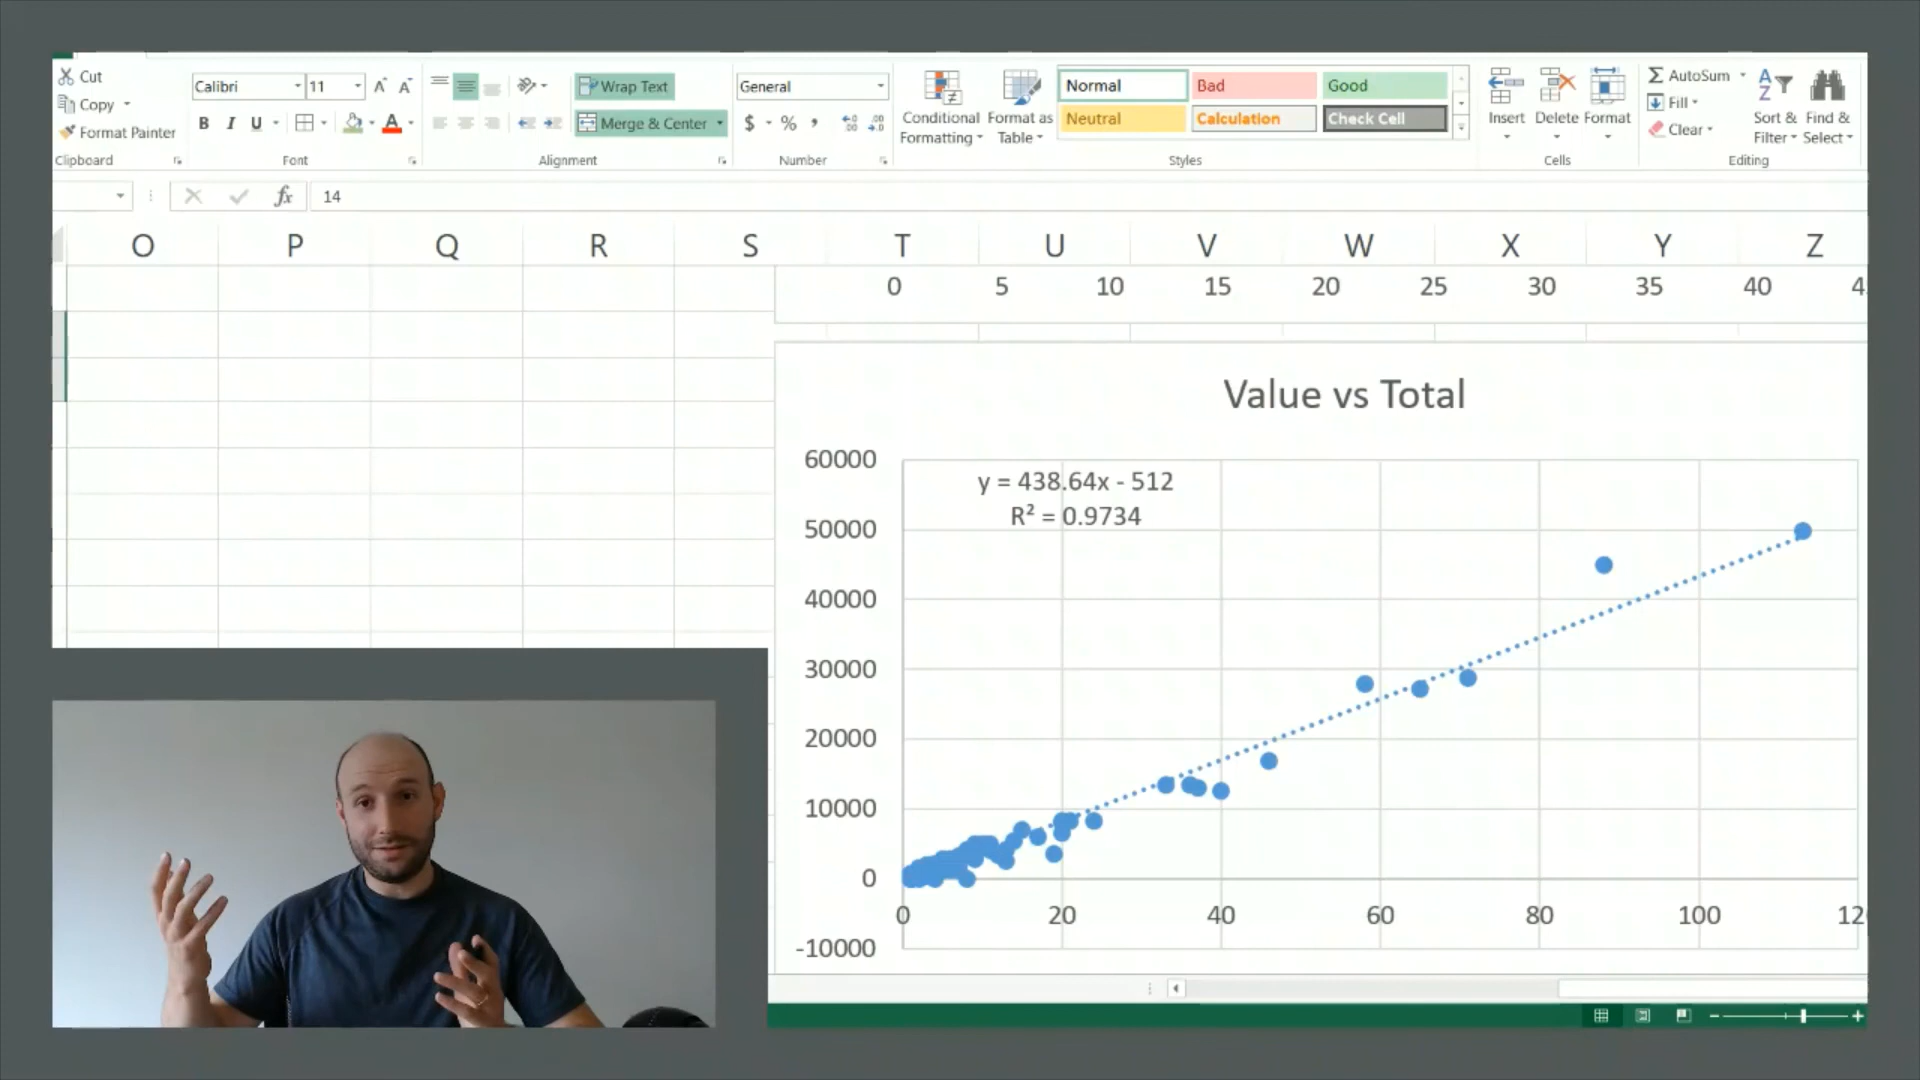 Cut
Copy
Format Painter
Clipboard
Calibri 11 A A
B I U A
Font
Wrap Text
Merge & Center
Alignment
General
$ % ,
Number
Conditional Formatting
Format as Table
Normal Bad Good
Neutral Calculation Check Cell
Styles
Insert Delete Format
Cells
AutoSum
Fill
Clear
Sort & Filter
Find & Select
Editing
fx 14
O P Q R S T U V W X Y Z
0 5 10 15 20 25 30 35 40
Value vs Total
y = 438.64x - 512
R² = 0.9734
60000
50000
40000
30000
20000
10000
0
-10000
0 20 40 60 80 100